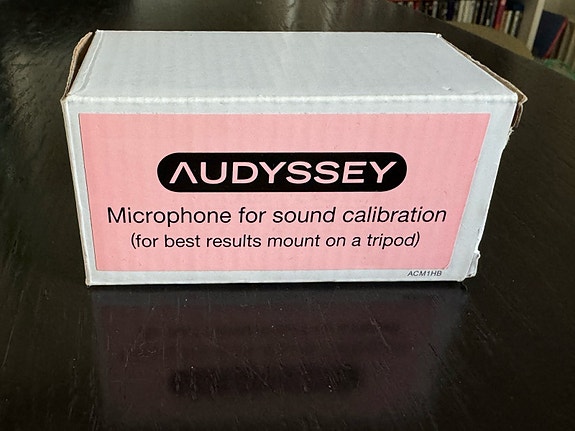 AUDYSSEY
Microphone for sound calibration
(for best results mount on a tripod)
ACM1HB